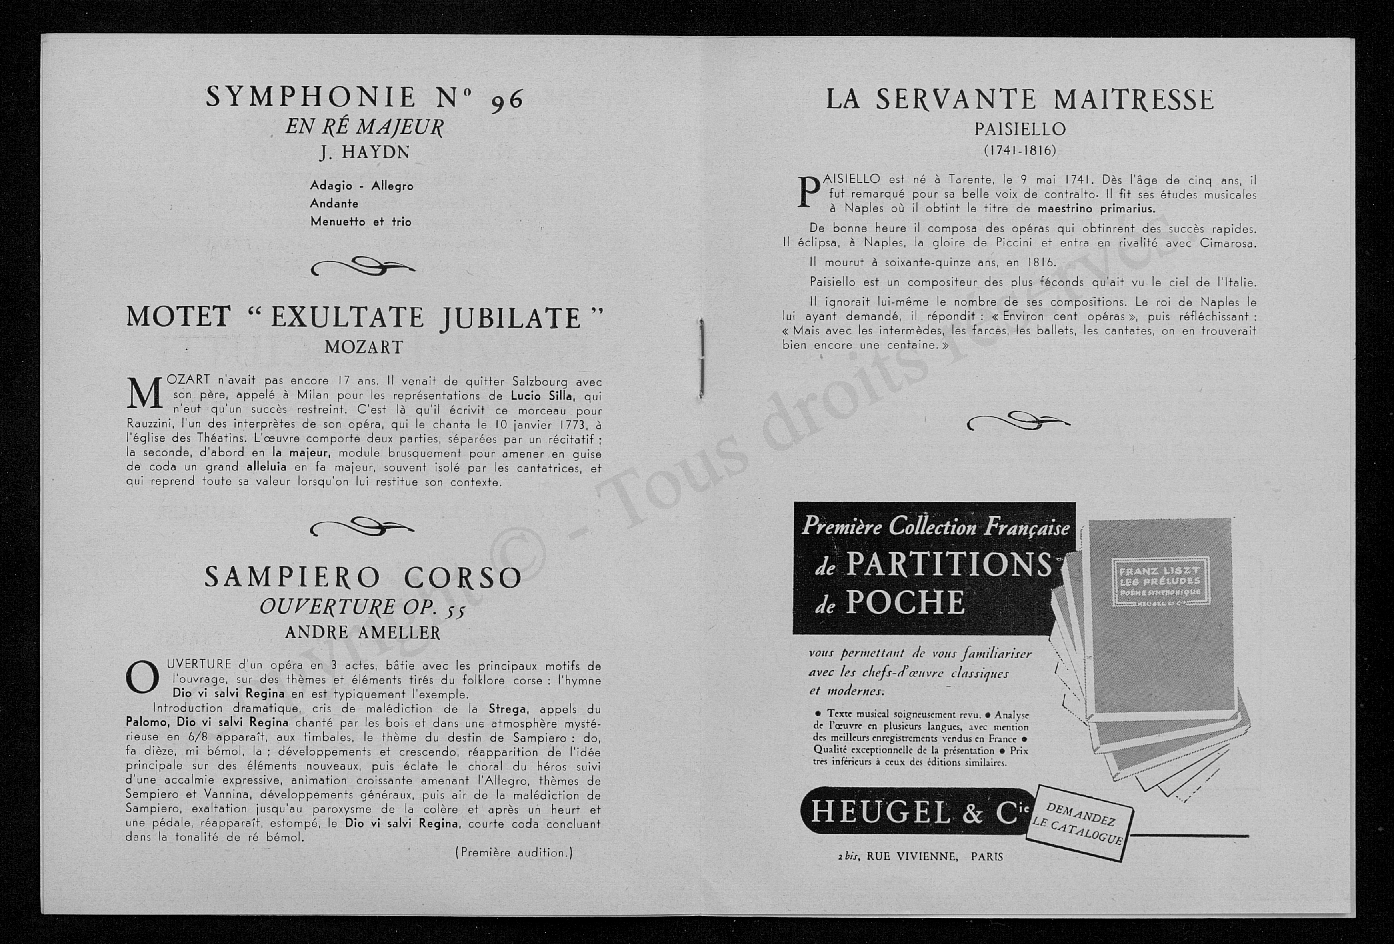 SYMPHONIE Nº 96
EN RÉ MAJEUR
J. HAYDN
Adagio - Allegro
Andante
Menuetto et trio
MOTET “ EXULTATE JUBILATE ”
MOZART
MOZART n'avait pas encore 17 ans. Il venait de quitter Salzbourg avec
son père, appelé à Milan pour les représentations de Lucio Silla, qui
n'eut qu'un succès restreint. C'est là qu'il écrivit ce morceau pour
Rauzzini, l'un des interprètes de son opéra, qui le chanta le 10 janvier 1773, à
l'église des Théatins. L'œuvre comporte deux parties, séparées par un récitatif ;
la seconde, d'abord en la majeur, module brusquement pour amener en guise
de coda un grand alleluia en fa majeur, souvent isolé par les cantatrices, et
qui reprend toute sa valeur lorsqu'on lui restitue son contexte.
SAMPIERO CORSO
OUVERTURE OP. 55
ANDRE AMELLER
OUVERTURE d'un opéra en 3 actes, bâtie avec les principaux motifs de
l'ouvrage, sur des thèmes et éléments tirés du folklore corse : l'hymne
Dio vi salvi Regina en est typiquement l'exemple.
Introduction dramatique, cris de malédiction de la Strega, appels du
Palomo, Dio vi salvi Regina chanté par les bois et dans une atmosphère mysté-
rieuse en 6/8 apparaît, aux timbales, le thème du destin de Sampiero : do,
fa dièze, mi bémol, la ; développements et crescendo, réapparition de l'idée
principale sur des éléments nouveaux, puis éclate le choral du héros suivi
d'une accalmie expressive, animation croissante amenant l'Allegro, thèmes de
Sempiero et Vannina, développements généraux, puis air de la malédiction de
Sampiero, exaltation jusqu'au paroxysme de la colère et après un heurt et
une pédale, réapparaît, estompé, le Dio vi salvi Regina, courte coda concluant
dans la tonalité de ré bémol.
(Première audition.)
LA SERVANTE MAITRESSE
PAISIELLO
(1741-1816)
PAISIELLO est né à Tarente, le 9 mai 1741. Dès l'âge de cinq ans, il
fut remarqué pour sa belle voix de contralto. Il fit ses études musicales
à Naples où il obtint le titre de maestrino primarius.
De bonne heure il composa des opéras qui obtinrent des succès rapides.
Il éclipsa, à Naples, la gloire de Piccini et entra en rivalité avec Cimarosa.
Il mourut à soixante-quinze ans, en 1816.
Paisiello est un compositeur des plus féconds qu'ait vu le ciel de l'Italie.
Il ignorait lui-même le nombre de ses compositions. Le roi de Naples le
lui ayant demandé, il répondit : « Environ cent opéras », puis réfléchissant :
« Mais avec les intermèdes, les farces, les ballets, les cantates, on en trouverait
bien encore une centaine. »
Première Collection Française
de PARTITIONS
de POCHE
FRANZ LISZT
LES PRÉLUDES
POÈME SYMPHONIQUE
HEUGEL & Cie
vous permettant de vous familiariser
avec les chefs-d'œuvre classiques
et modernes.
● Texte musical soigneusement revu. ● Analyse
de l'œuvre en plusieurs langues, avec mention
des meilleurs enregistrements vendus en France ●
Qualité exceptionnelle de la présentation ● Prix
tres inférieurs à ceux des éditions similaires.
HEUGEL & Cie
DEMANDEZ
LE CATALOGUE
2 bis, RUE VIVIENNE, PARIS
yright © - Tous droits réservés.